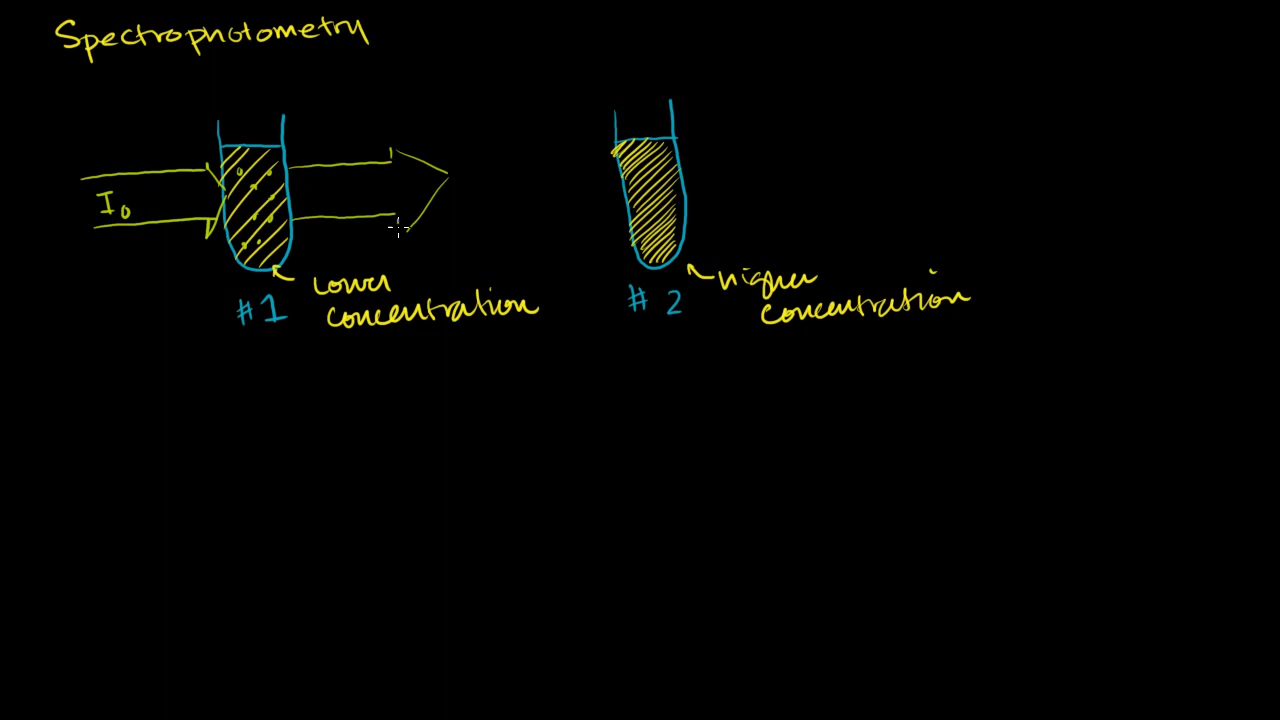 Spectrophotometry
I₀
#1
Lower
concentration
#2
higher
concentration